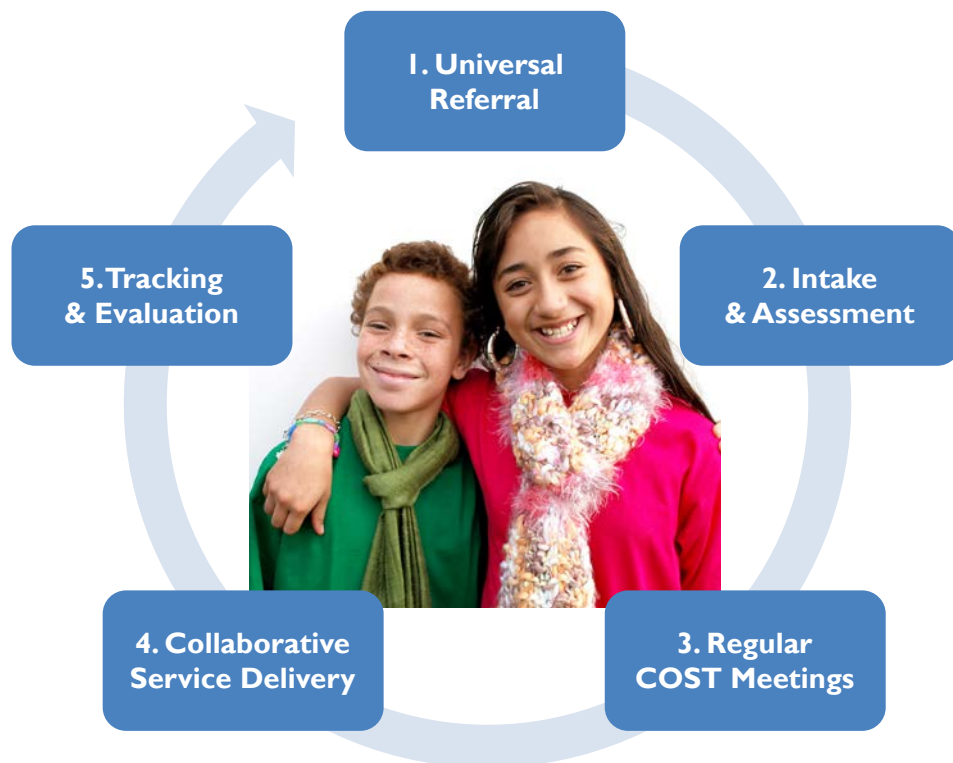 1. Universal
Referral
2. Intake
& Assessment
3. Regular
COST Meetings
4. Collaborative
Service Delivery
5. Tracking
& Evaluation